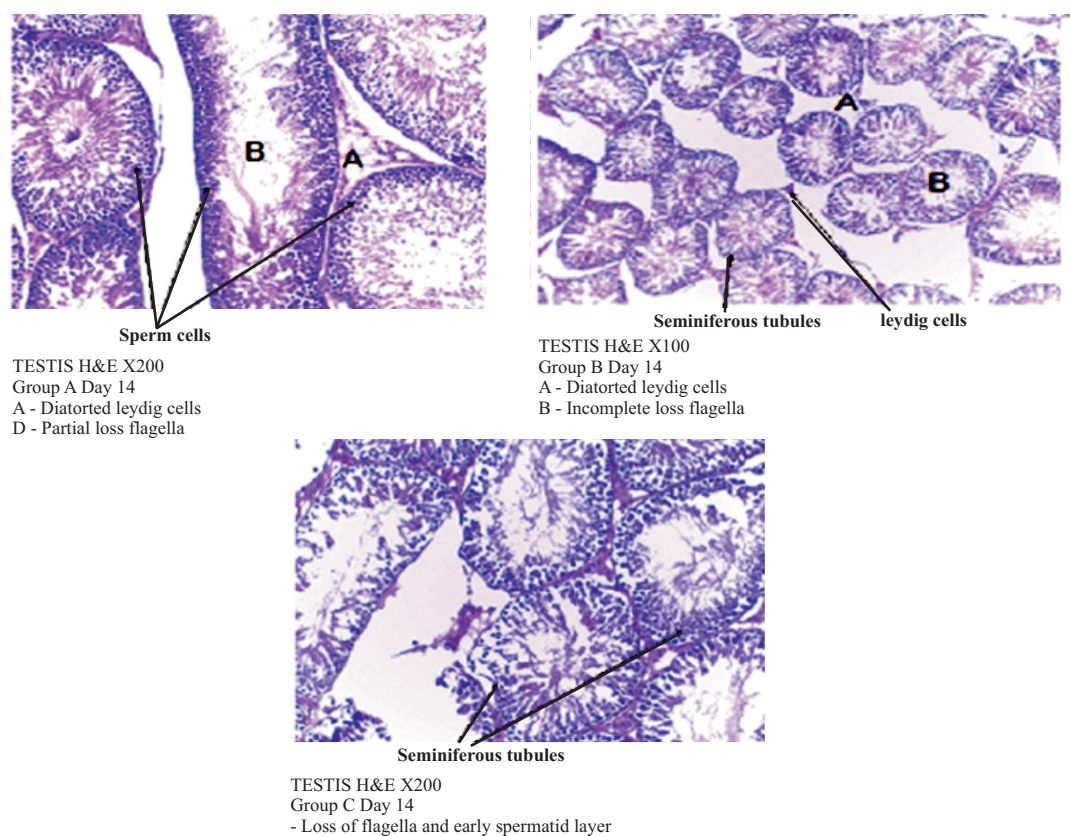 B
A
Sperm cells
TESTIS H&E X200
Group A Day 14
A - Diatorted leydig cells
D - Partial loss flagella
A
B
Seminiferous tubules
leydig cells
TESTIS H&E X100
Group B Day 14
A - Diatorted leydig cells
B - Incomplete loss flagella
Seminiferous tubules
TESTIS H&E X200
Group C Day 14
- Loss of flagella and early spermatid layer